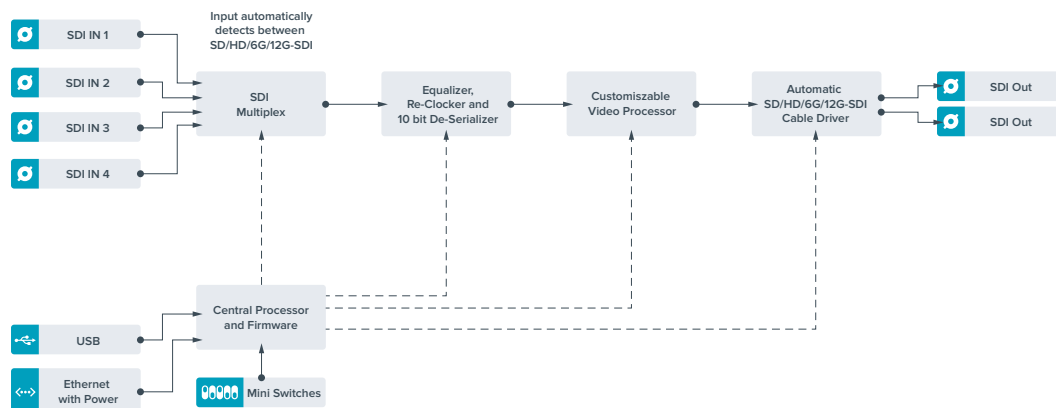 Input automatically
detects between
SD/HD/6G/12G-SDI
SDI IN 1
SDI IN 2
SDI IN 3
SDI IN 4
SDI
Multiplex
Equalizer,
Re-Clocker and
10 bit De-Serializer
Customiszable
Video Processor
Automatic
SD/HD/6G/12G-SDI
Cable Driver
SDI Out
SDI Out
Central Processor
and Firmware
USB
Ethernet
with Power
Mini Switches